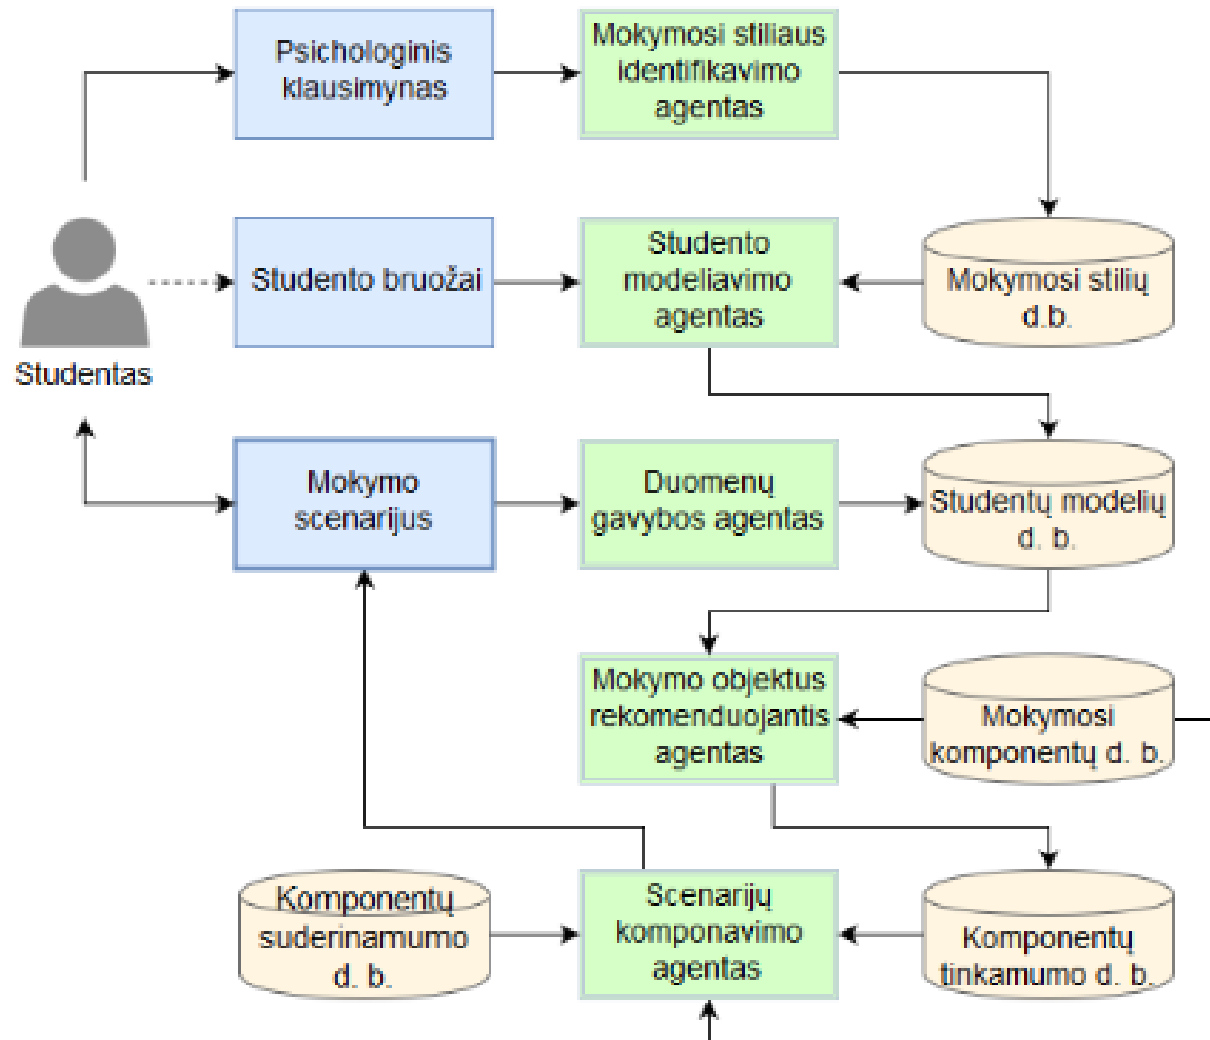 Psichologinis
klausimynas
Mokymosi stiliaus
identifikavimo
agentas
Studentas
Studento bruožai
Studento
modeliavimo
agentas
Mokymosi stilių
d.b.
Mokymo
scenarijus
Duomenų
gavybos agentas
Studentų modelių
d. b.
Mokymo objektus
rekomenduojantis
agentas
Mokymosi
komponentų d. b.
Komponentų
suderinamumo
d. b.
Scenarijų
komponavimo
agentas
Komponentų
tinkamumo d. b.